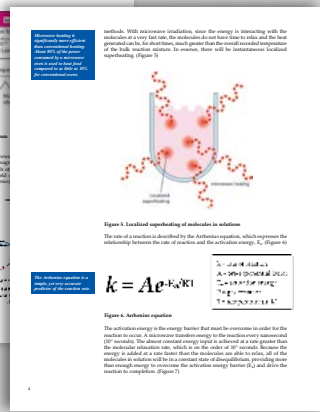 methods. With microwave irradiation, since the energy is interacting with the
molecules at a very fast rate, the molecules do not have time to relax and the heat
generated can be, for short times, much greater than the overall recorded temperature
of the bulk reaction mixture. In essence, there will be instantaneous localized
superheating. (Figure 5)
Microwave heating is
significantly more efficient
than conventional heating.
About 80% of the power
consumed by a microwave
oven is used to heat food
compared to as little as 10%
for conventional ovens.
Localized
superheating
microwave heating
Figure 5. Localized superheating of molecules in solutions
The rate of a reaction is described by the Arrhenius equation, which expresses the
relationship between the rate of reaction and the activation energy, Ea. (Figure 6)
The Arrhenius equation is a
simple, yet very accurate
predictor of the reaction rate.
k = Ae-Ea/RT
Figure 6. Arrhenius equation
The activation energy is the energy barrier that must be overcome in order for the
reaction to occur. A microwave transfers energy to the reaction every nanosecond
(10⁻⁹ seconds). The almost constant energy input is achieved at a rate greater than
the molecular relaxation rate, which is on the order of 10⁻⁵ seconds. Because the
energy is added at a rate faster than the molecules are able to relax, all of the
molecules in solution will be in a constant state of disequilibrium, providing more
than enough energy to overcome the activation energy barrier (Ea) and drive the
reaction to completion. (Figure 7)